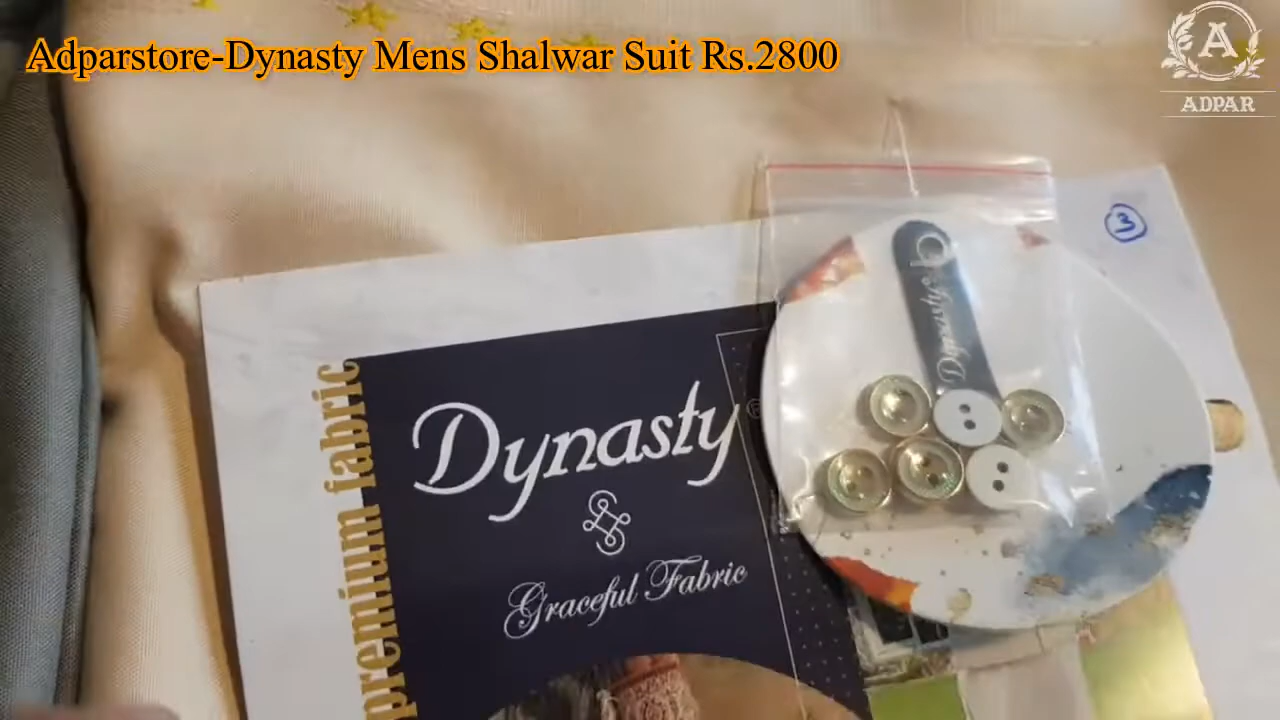 Adparstore-Dynasty Mens Shalwar Suit Rs.2800
A
ADPAR
3
Dynasty
premium fabric
Dynasty®
Graceful Fabric